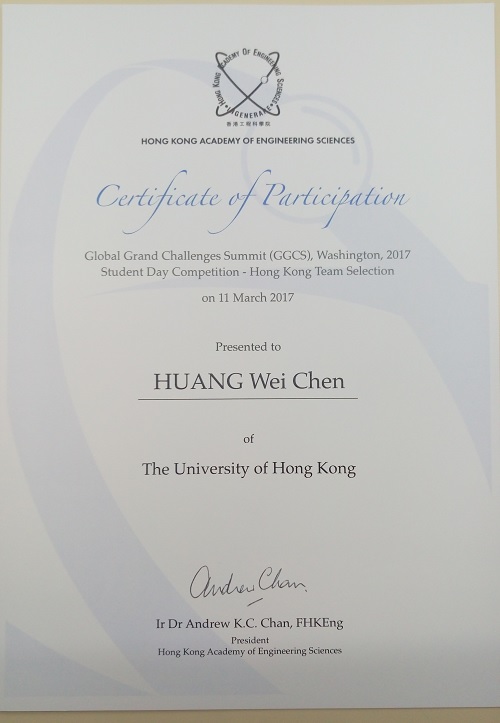 HONG KONG ACADEMY OF ENGINEERING SCIENCES
• INGENERARE •
香港工程科學院
HONG KONG ACADEMY OF ENGINEERING SCIENCES
Certificate of Participation
Global Grand Challenges Summit (GGCS), Washington, 2017
Student Day Competition - Hong Kong Team Selection
on 11 March 2017
Presented to
HUANG Wei Chen
of
The University of Hong Kong
Andrew Chan
Ir Dr Andrew K.C. Chan, FHKEng
President
Hong Kong Academy of Engineering Sciences